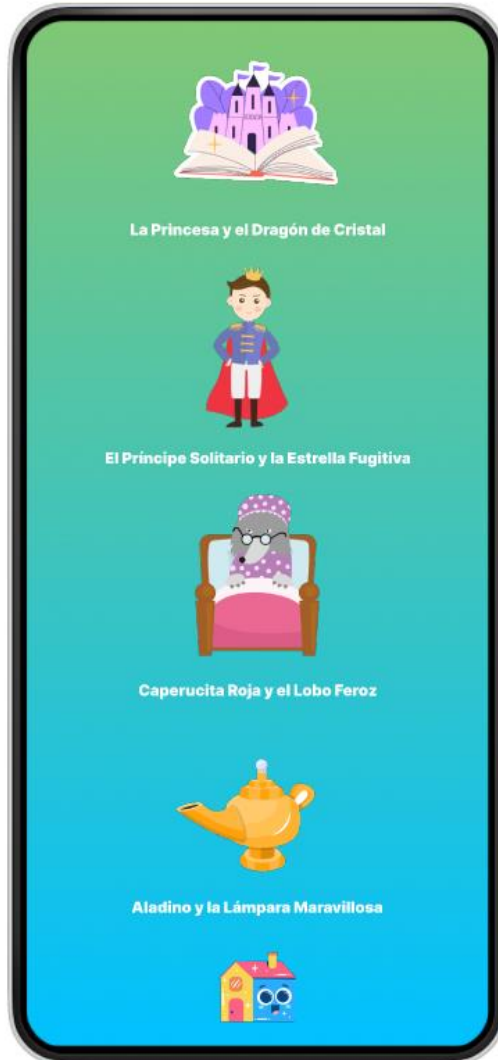 La Princesa y el Dragón de Cristal
El Príncipe Solitario y la Estrella Fugitiva
Caperucita Roja y el Lobo Feroz
Aladino y la Lámpara Maravillosa